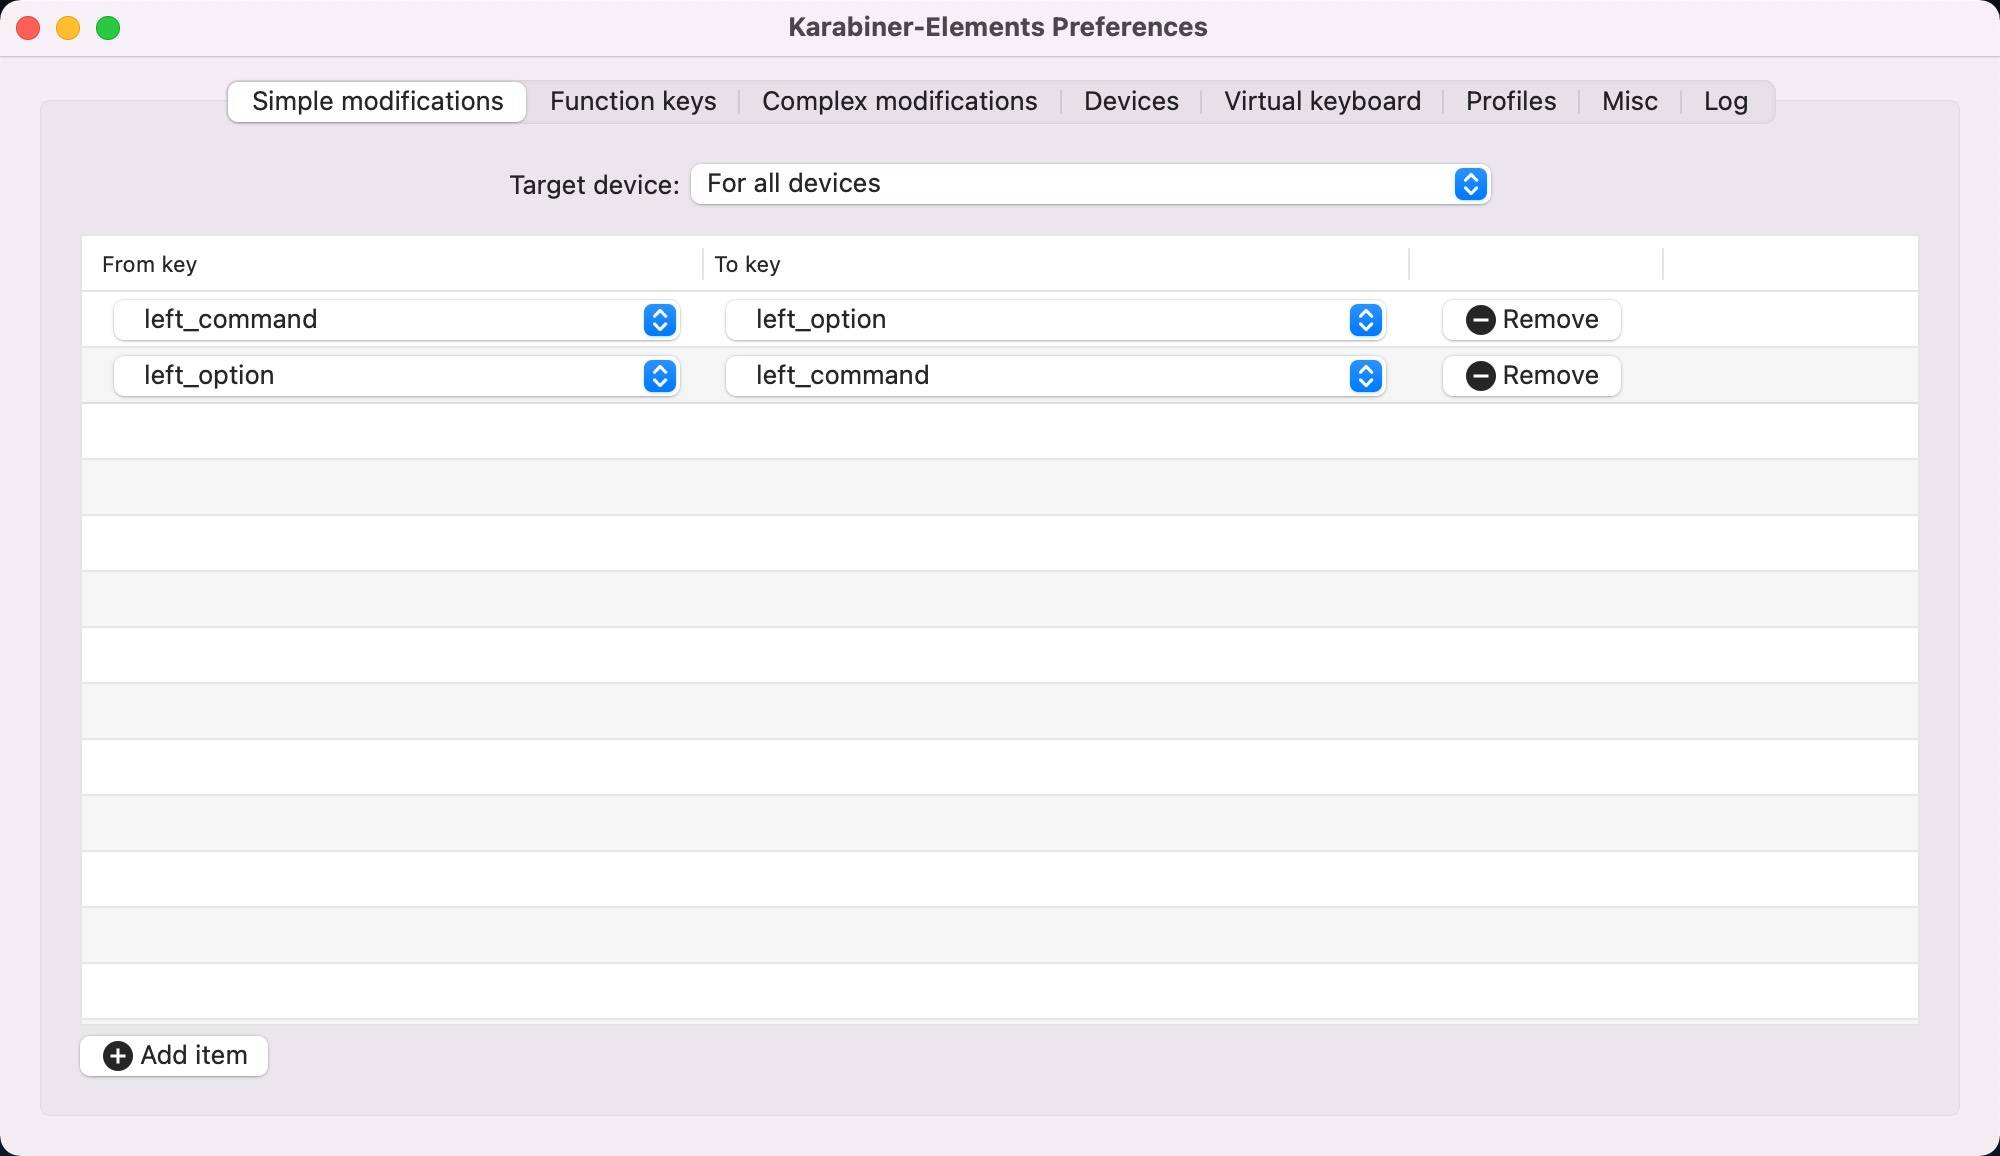 Karabiner-Elements Preferences
Simple modifications Function keys Complex modifications Devices Virtual keyboard Profiles Misc Log
Target device: For all devices
From key To key
left_command left_option Remove
left_option left_command Remove
Add item